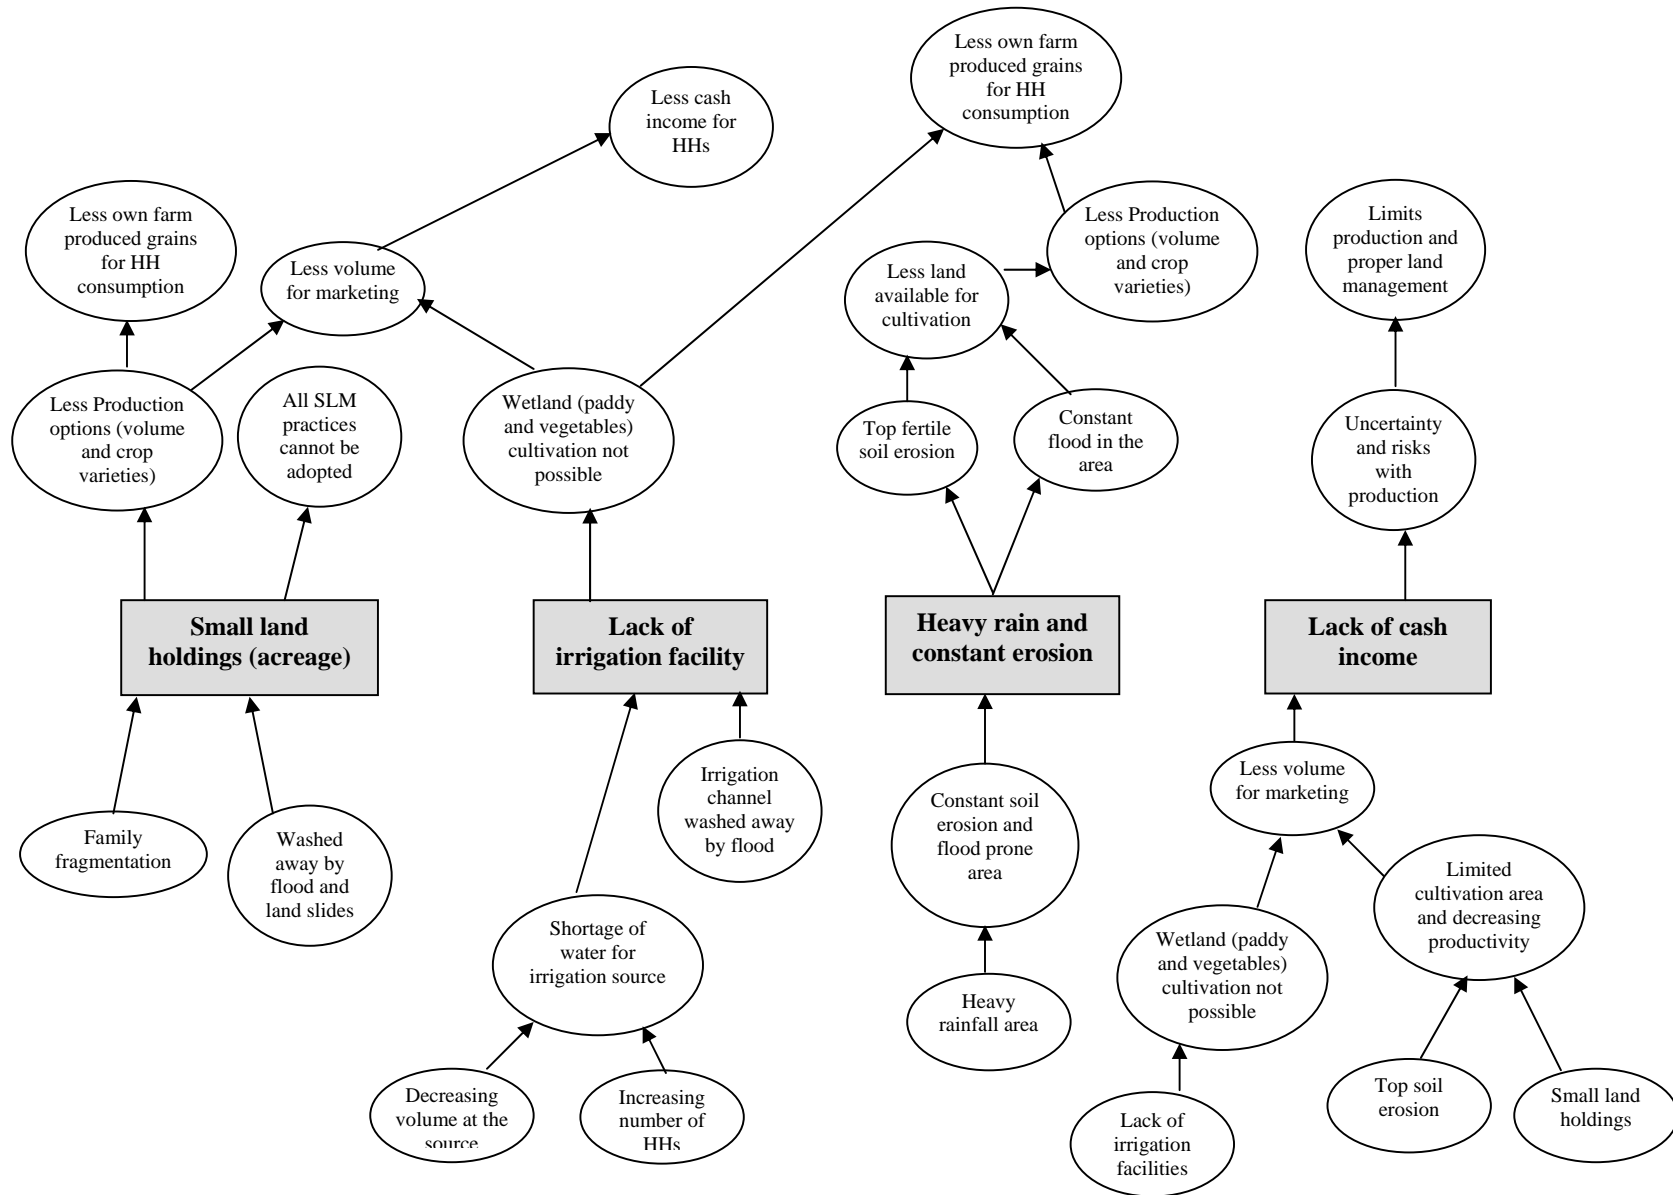 Less own farm
produced grains
for HH
consumption
Less cash
income for
HHs
Less own farm
produced grains
for HH
consumption
Less volume
for marketing
Less land
available for
cultivation
Less Production
options (volume
and crop
varieties)
Limits
production and
proper land
management
Less Production
options (volume
and crop
varieties)
All SLM
practices
cannot be
adopted
Wetland (paddy
and vegetables)
cultivation not
possible
Top fertile
soil erosion
Constant
flood in the
area
Uncertainty
and risks
with
production
Small land
holdings (acreage)
Lack of
irrigation facility
Heavy rain and
constant erosion
Lack of cash
income
Family
fragmentation
Washed
away by
flood and
land slides
Irrigation
channel
washed away
by flood
Constant soil
erosion and
flood prone
area
Less volume
for marketing
Shortage of
water for
irrigation source
Heavy
rainfall area
Wetland (paddy
and vegetables)
cultivation not
possible
Limited
cultivation area
and decreasing
productivity
Decreasing
volume at the
source
Increasing
number of
HHs
Lack of
irrigation
facilities
Top soil
erosion
Small land
holdings